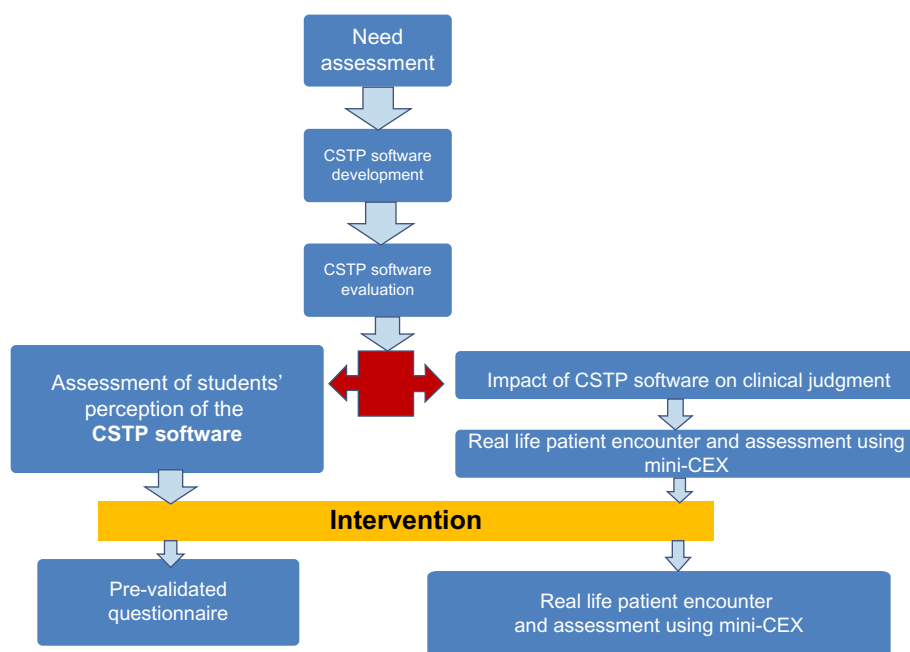 Need
assessment
CSTP software
development
CSTP software
evaluation
Assessment of students’
perception of the
CSTP software
Impact of CSTP software on clinical judgment
Real life patient encounter and assessment using
mini-CEX
Intervention
Pre-validated
questionnaire
Real life patient encounter
and assessment using mini-CEX